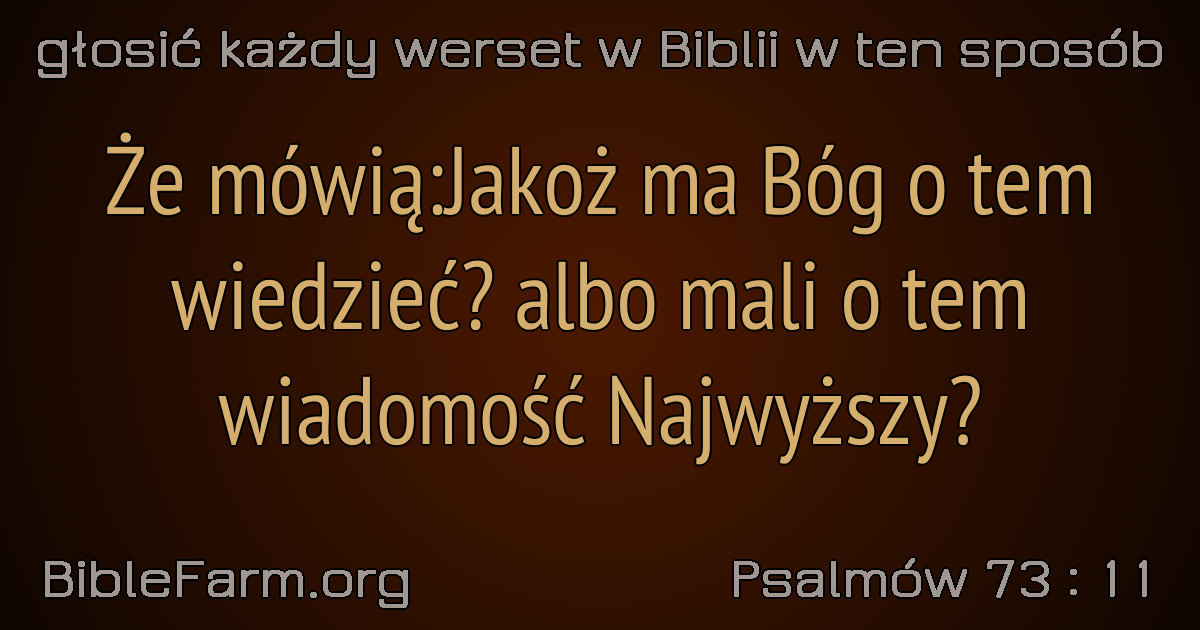 głosić każdy werset w Biblii w ten sposób
Że mówią:Jakoż ma Bóg o tem
wiedzieć? albo mali o tem
wiadomość Najwyższy?
BibleFarm.org
Psalmów 73 : 11